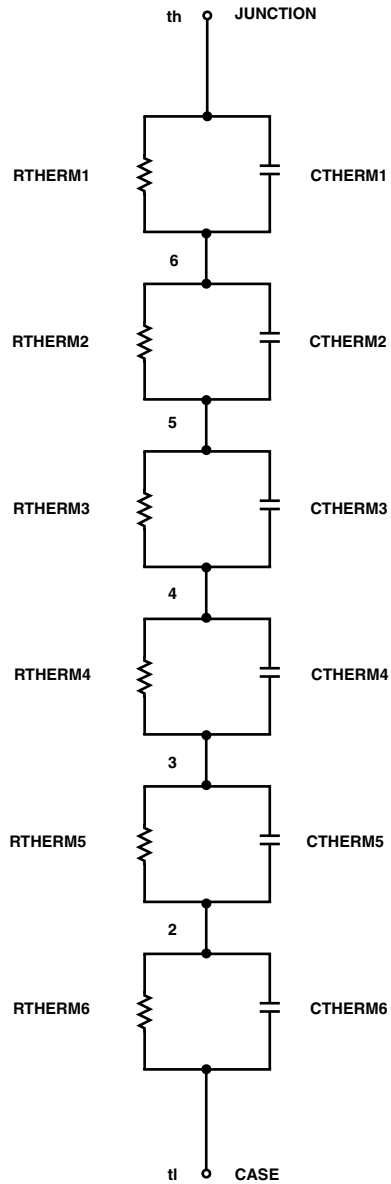 th JUNCTION
RTHERM1 CTHERM1
6
RTHERM2 CTHERM2
5
RTHERM3 CTHERM3
4
RTHERM4 CTHERM4
3
RTHERM5 CTHERM5
2
RTHERM6 CTHERM6
tl CASE